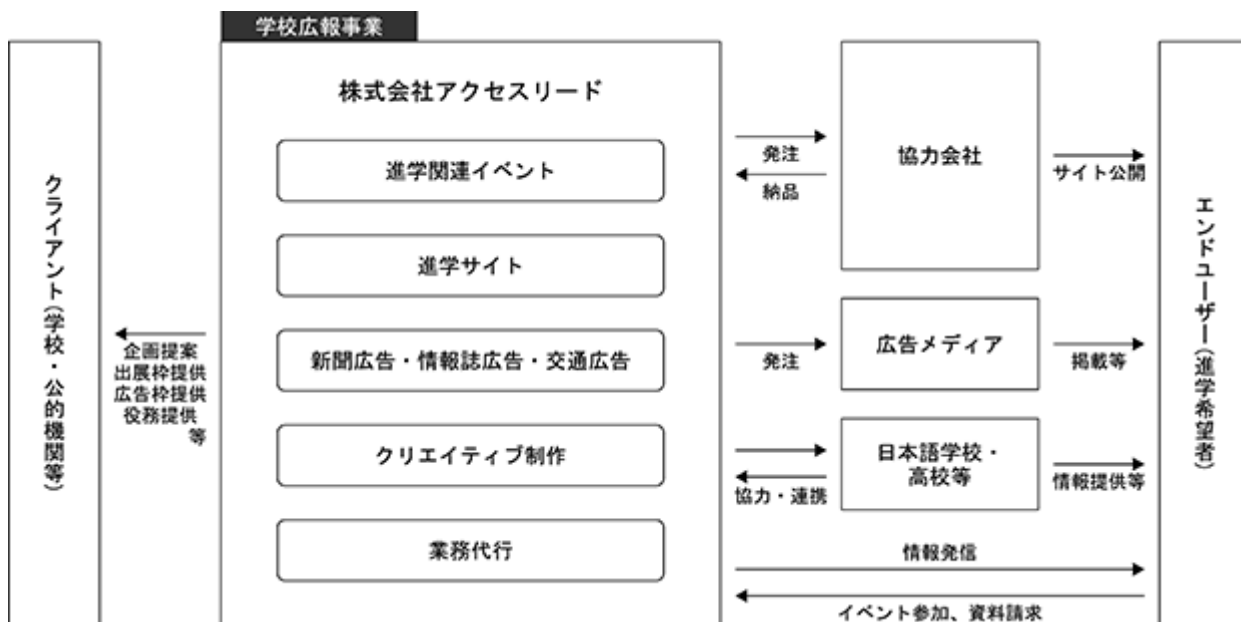 学校広報事業
クライアント(学校・公的機関等)
企画提案
出展枠提供
広告枠提供
役務提供
等
株式会社アクセスリード
進学関連イベント
進学サイト
新聞広告・情報誌広告・交通広告
クリエイティブ制作
業務代行
発注
納品
発注
協力・連携
協力会社
広告メディア
日本語学校・
高校等
サイト公開
掲載等
情報提供等
情報発信
イベント参加、資料請求
エンドユーザー(進学希望者)